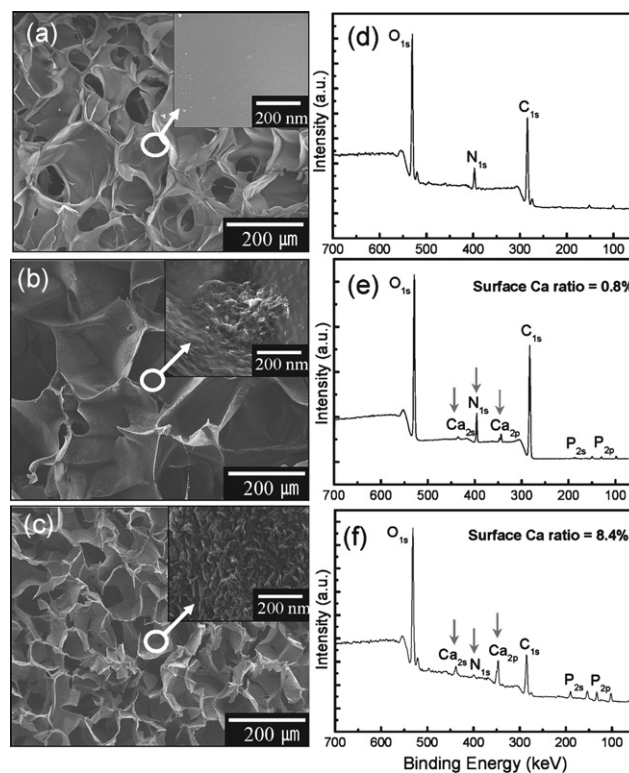 (a)
200 nm
200 μm
(b)
200 nm
200 μm
(c)
200 nm
200 μm
(d)
O1s
N1s
C1s
Intensity (a.u.)
700 600 500 400 300 200 100
(e)
Surface Ca ratio = 0.8%
O1s
C1s
N1s
Ca2s
Ca2p
P2s
P2p
Intensity (a.u.)
700 600 500 400 300 200 100
(f)
Surface Ca ratio = 8.4%
O1s
Ca2s
N1s
Ca2p
C1s
P2s
P2p
Intensity (a.u.)
700 600 500 400 300 200 100
Binding Energy (keV)